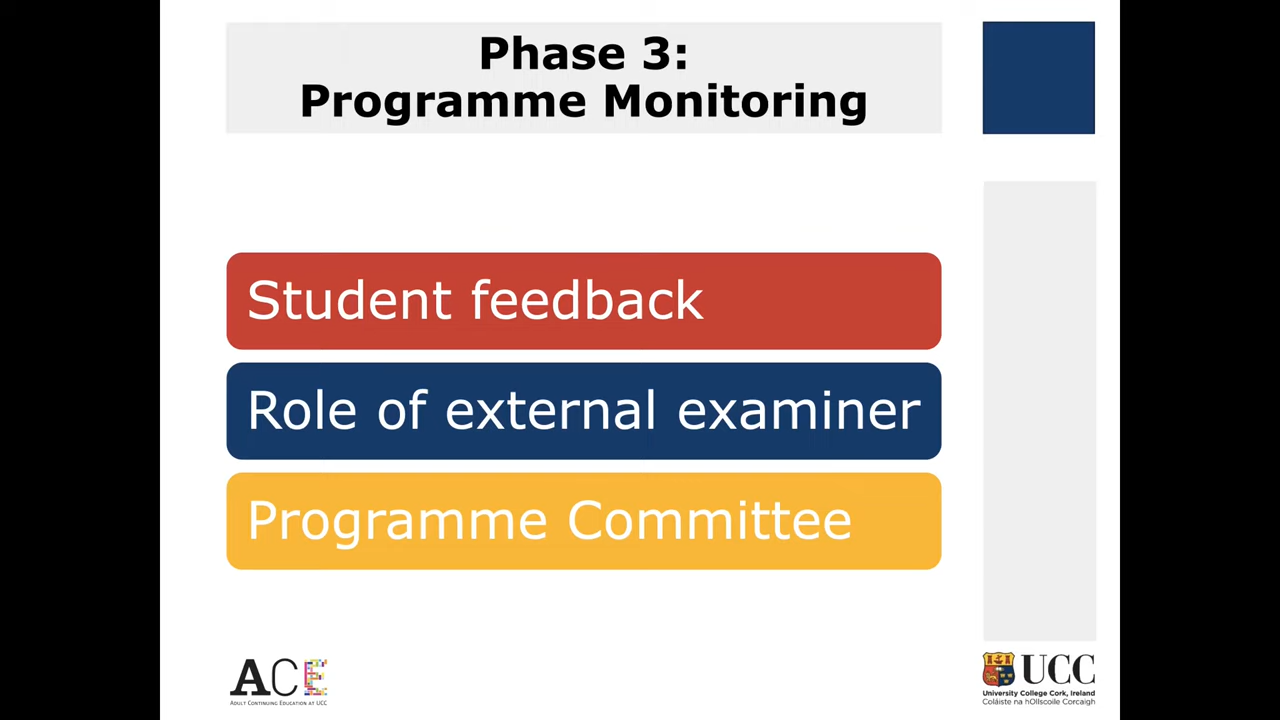 Phase 3:
Programme Monitoring
Student feedback
Role of external examiner
Programme Committee
ACE
ADULT CONTINUING EDUCATION AT UCC
UCC
University College Cork, Ireland
Coláiste na hOllscoile Corcaigh